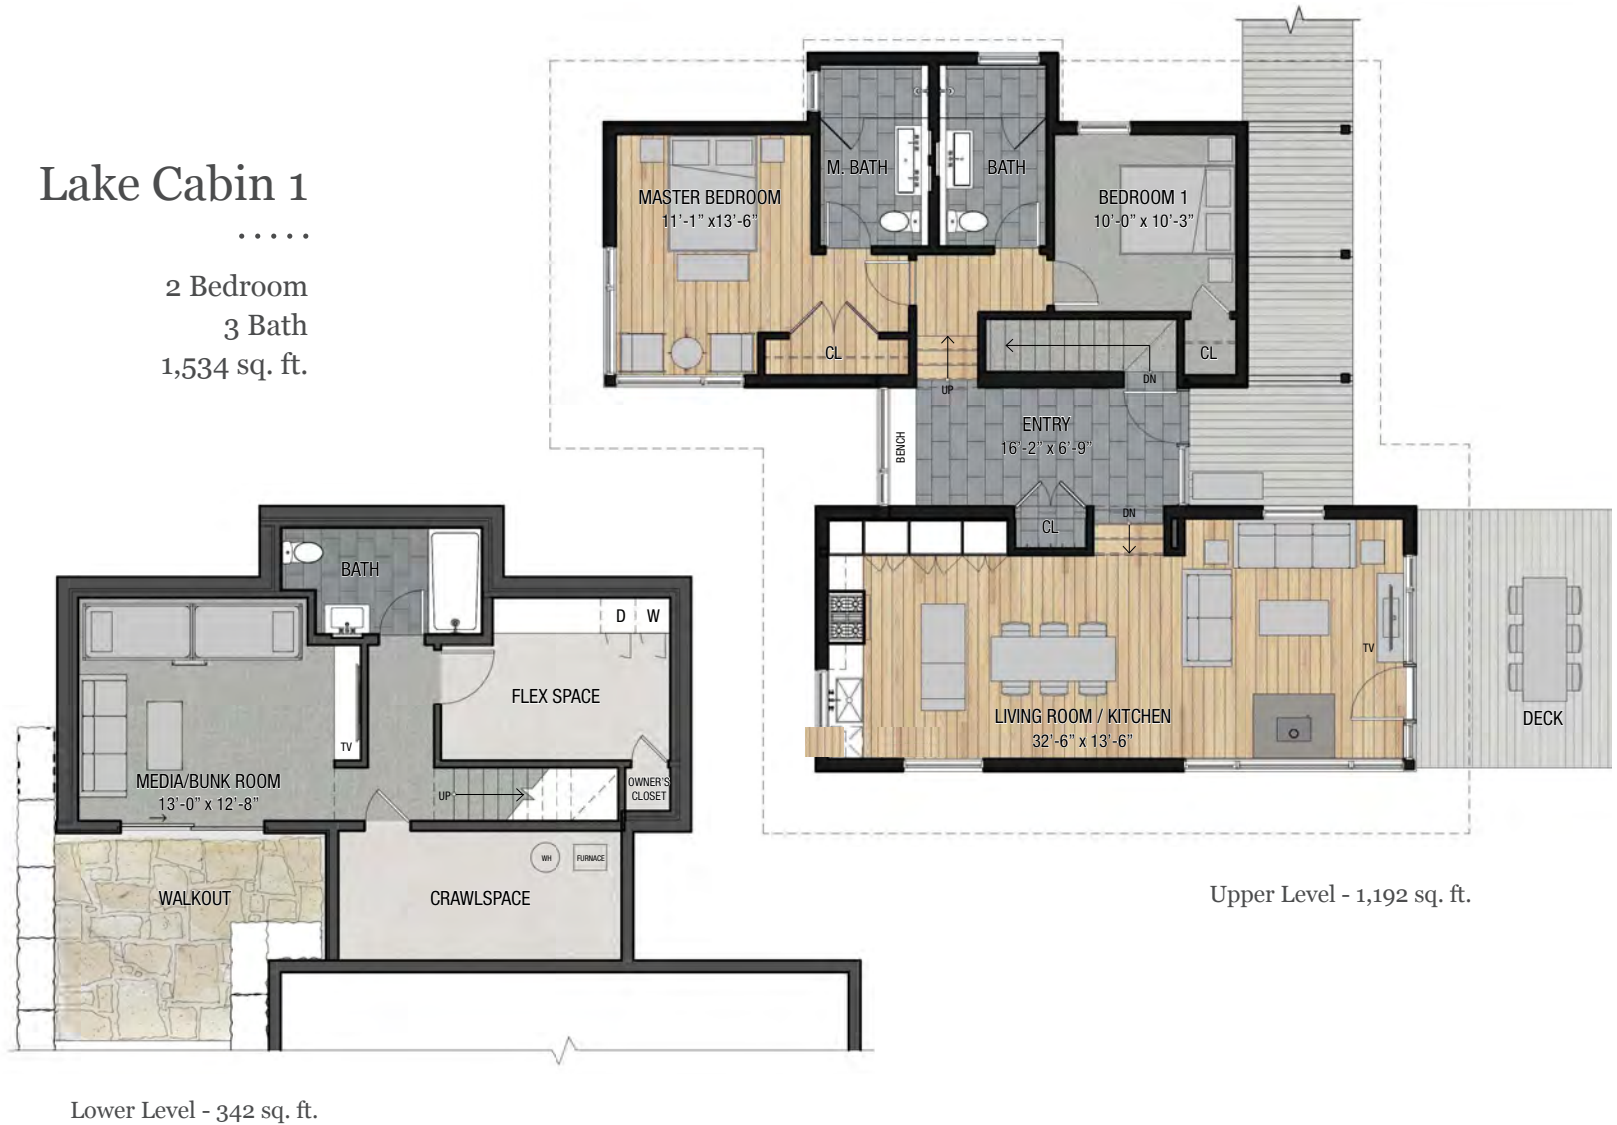 Lake Cabin 1
.....
2 Bedroom
3 Bath
1,534 sq. ft.
MASTER BEDROOM
11'-1" x13'-6"
M. BATH
BATH
BEDROOM 1
10'-0" x 10'-3"
CL
CL
UP
DN
ENTRY
16'-2" x 6'-9"
BENCH
CL
DN
TV
LIVING ROOM / KITCHEN
32'-6" x 13'-6"
DECK
Upper Level - 1,192 sq. ft.
BATH
D W
FLEX SPACE
TV
MEDIA/BUNK ROOM
13'-0" x 12'-8"
UP
OWNER'S
CLOSET
WH
FURNACE
WALKOUT
CRAWLSPACE
Lower Level - 342 sq. ft.